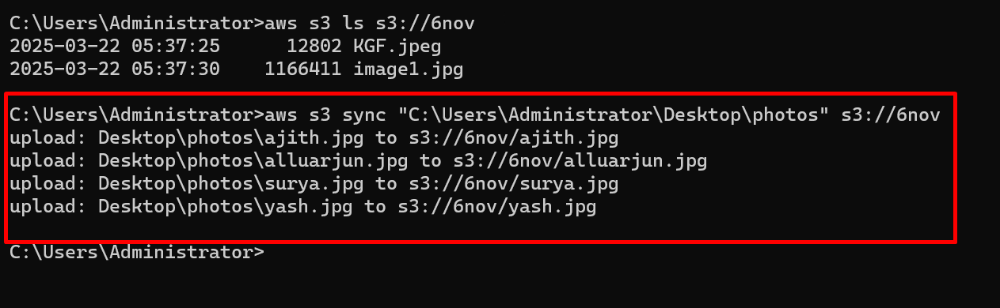 C:\Users\Administrator>aws s3 ls s3://6nov
2025-03-22 05:37:25      12802 KGF.jpeg
2025-03-22 05:37:30    1166411 image1.jpg
C:\Users\Administrator>aws s3 sync "C:\Users\Administrator\Desktop\photos" s3://6nov
upload: Desktop\photos\ajith.jpg to s3://6nov/ajith.jpg
upload: Desktop\photos\alluarjun.jpg to s3://6nov/alluarjun.jpg
upload: Desktop\photos\surya.jpg to s3://6nov/surya.jpg
upload: Desktop\photos\yash.jpg to s3://6nov/yash.jpg
C:\Users\Administrator>